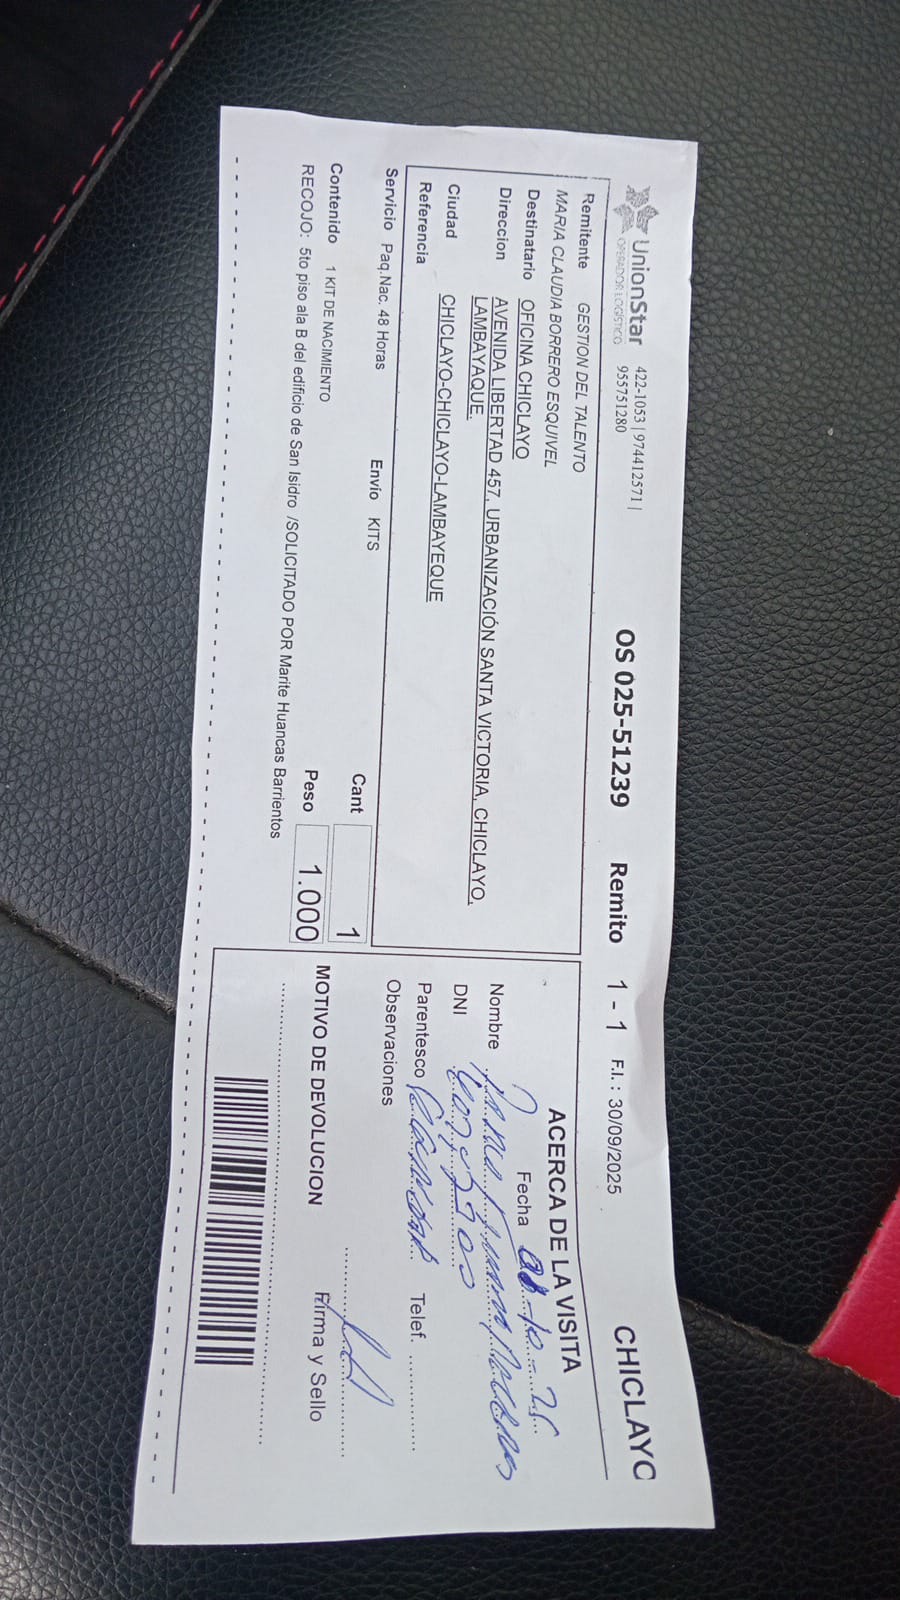 UnionStar
OPERADOR LOGÍSTICO
422-1053 | 974412571 |
955751280
OS 025-51239 Remito 1 - 1 F.I.: 30/09/2025 CHICLAYO
Remitente GESTION DEL TALENTO
MARIA CLAUDIA BORRERO ESQUIVEL
Destinatario OFICINA CHICLAYO
Direccion AVENIDA LIBERTAD 457, URBANIZACIÓN SANTA VICTORIA, CHICLAYO,
LAMBAYAQUE.
Ciudad CHICLAYO-CHICLAYO-LAMBAYEQUE
Referencia
Servicio Paq.Nac. 48 Horas Envio KITS Cant 1
Contenido 1 KIT DE NACIMIENTO Peso 1.000
RECOJO: 5to piso ala B del edificio de San Isidro /SOLICITADO POR Marite Huancas Barrientos
ACERCA DE LA VISITA
Fecha -10-25
Nombre
DNI
Parentesco Telef.
Observaciones
MOTIVO DE DEVOLUCION Firma y Sello